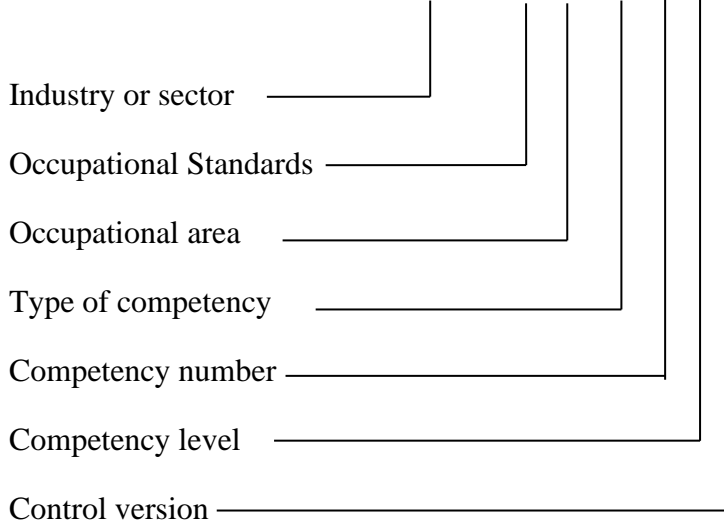 Industry or sector
Occupational Standards
Occupational area
Type of competency
Competency number
Competency level
Control version